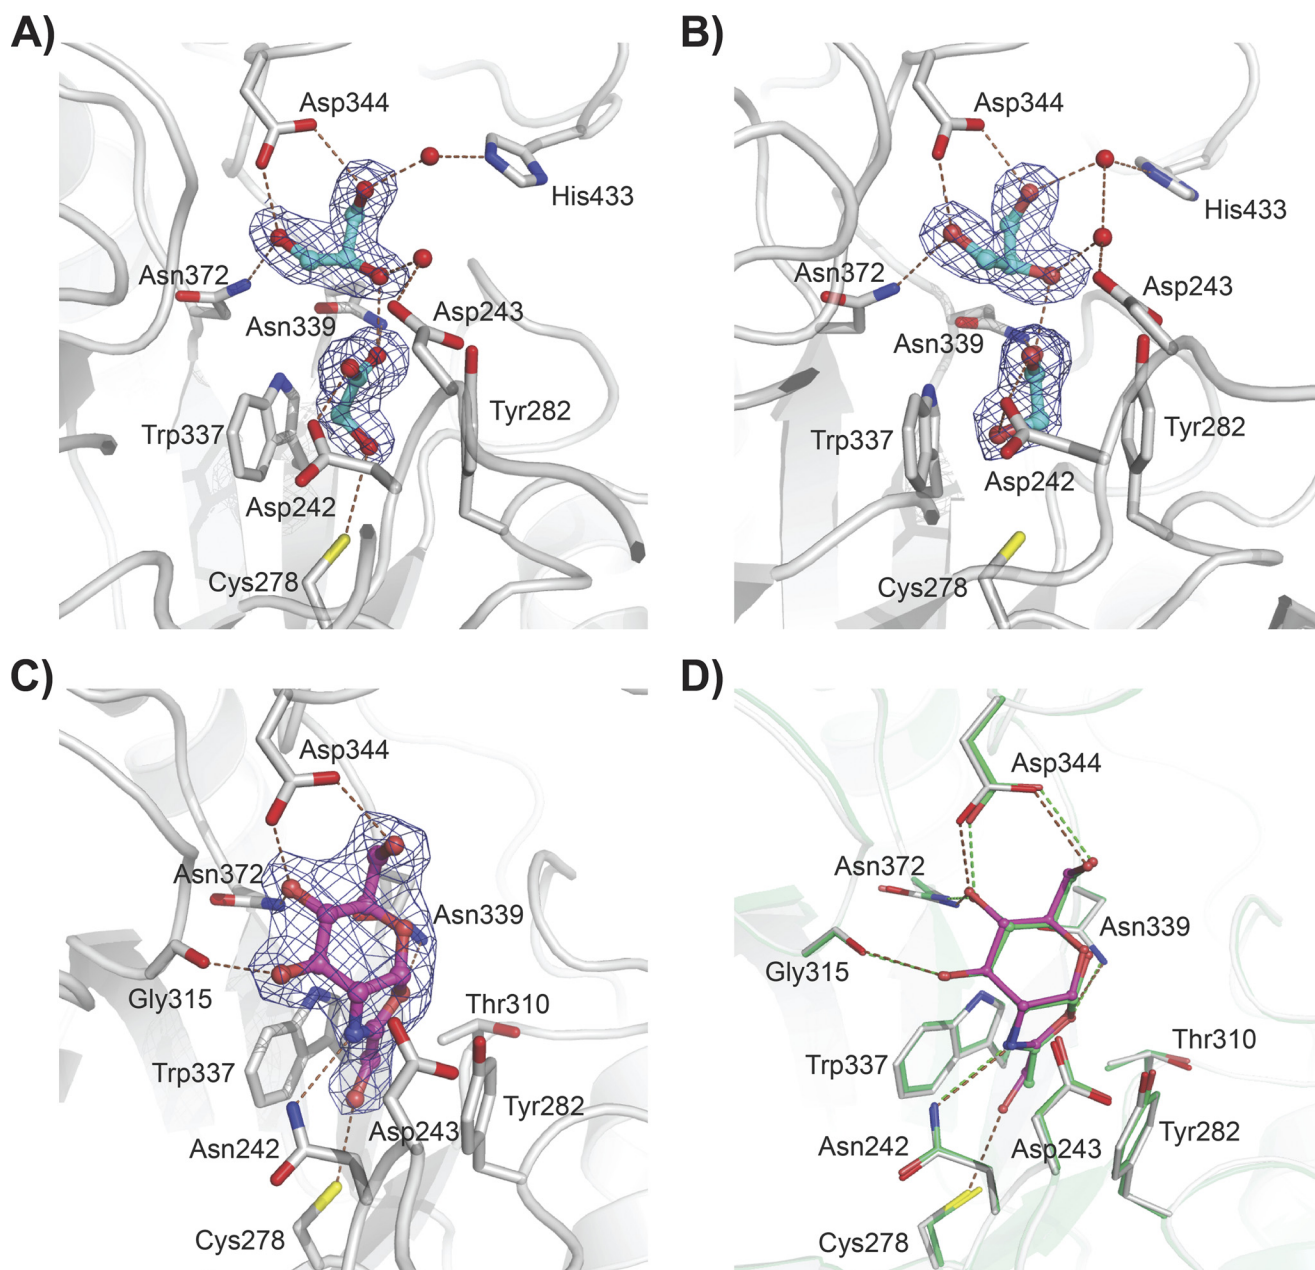 A)
Asp344
His433
Asn372
Asn339
Asp243
Trp337
Tyr282
Asp242
Cys278
B)
Asp344
His433
Asn372
Asp243
Asn339
Trp337
Tyr282
Asp242
Cys278
C)
Asp344
Asn372
Asn339
Gly315
Thr310
Trp337
Tyr282
Asp243
Asn242
Cys278
D)
Asp344
Asn372
Asn339
Gly315
Thr310
Trp337
Tyr282
Asn242
Asp243
Cys278